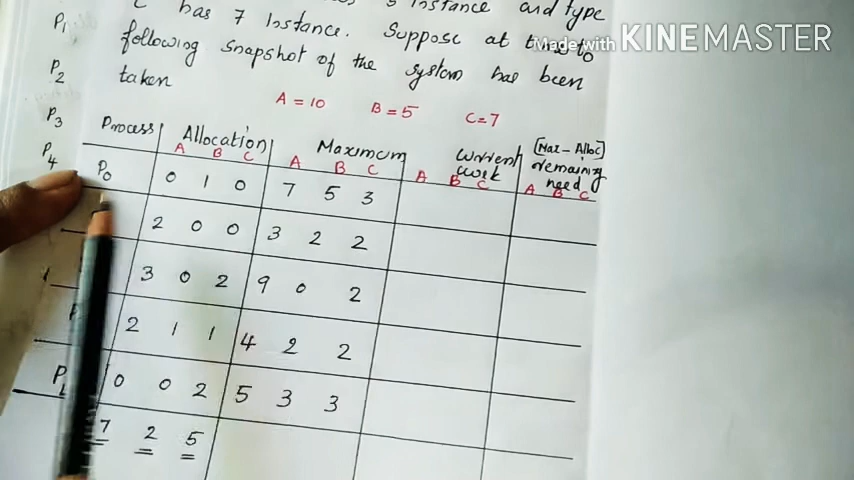 C has 7 Instance. Suppose at time to
following snapshot of the system has been
taken
A = 10 B = 5 C = 7
P1
P2
P3
P4
Process Allocation Maximum Current work [Max - Alloc] remaining need
A B C A B C A B C A B C
P0 0 1 0 7 5 3
2 0 0 3 2 2
3 0 2 9 0 2
2 1 1 4 2 2
0 0 2 5 3 3
7 2 5
Made with KINEMASTER